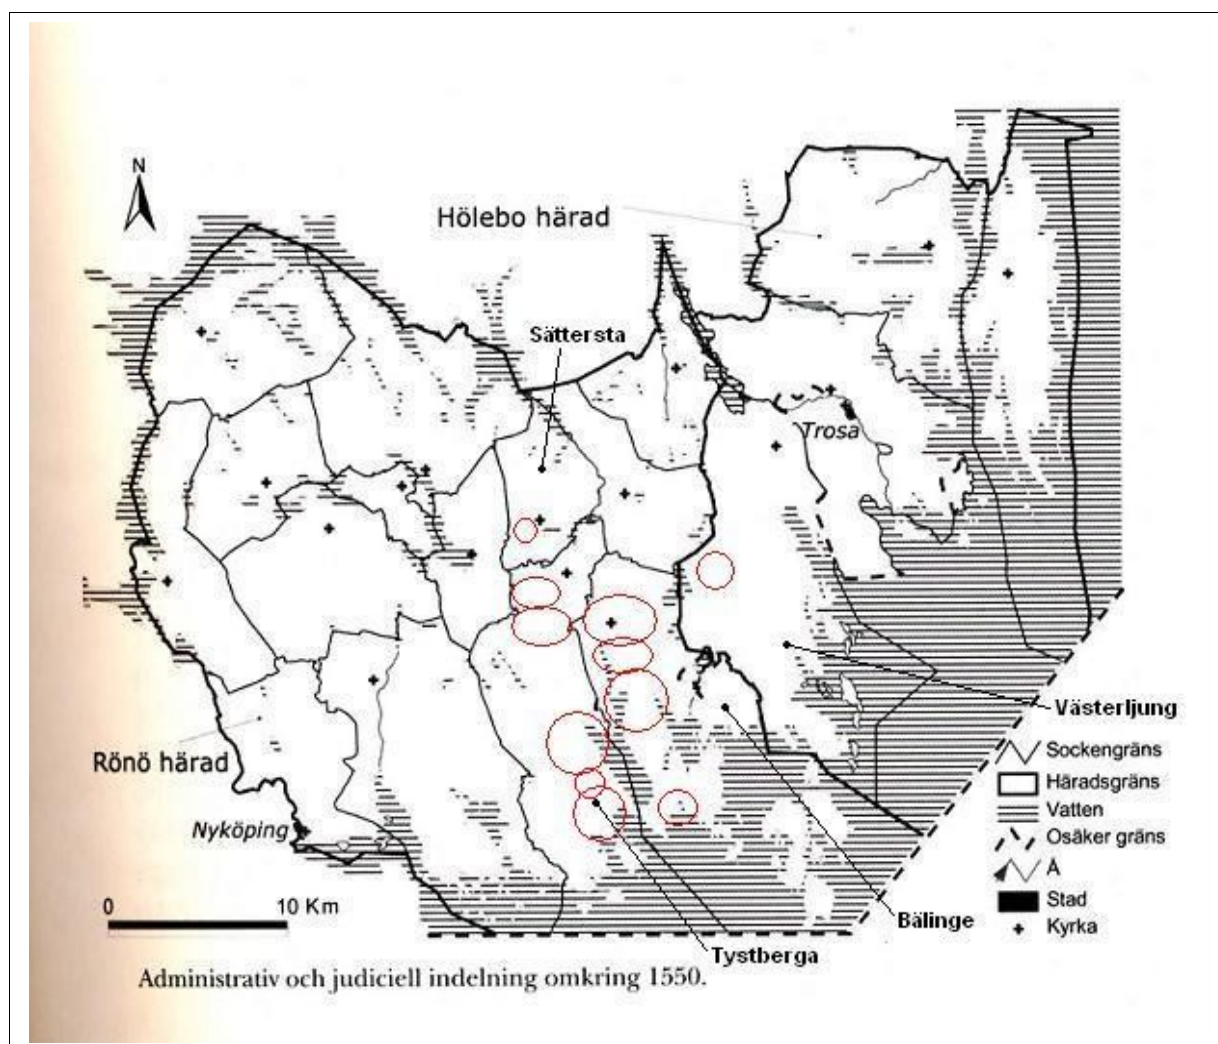 N
Hölebo härad
Sättersta
Trosa
Västerljung
Rönö härad
Nyköping
Sockengräns
Häradsgräns
Vatten
Osäker gräns
Å
Stad
Kyrka
0 10 Km
Bälinge
Tystberga
Administrativ och judiciell indelning omkring 1550.